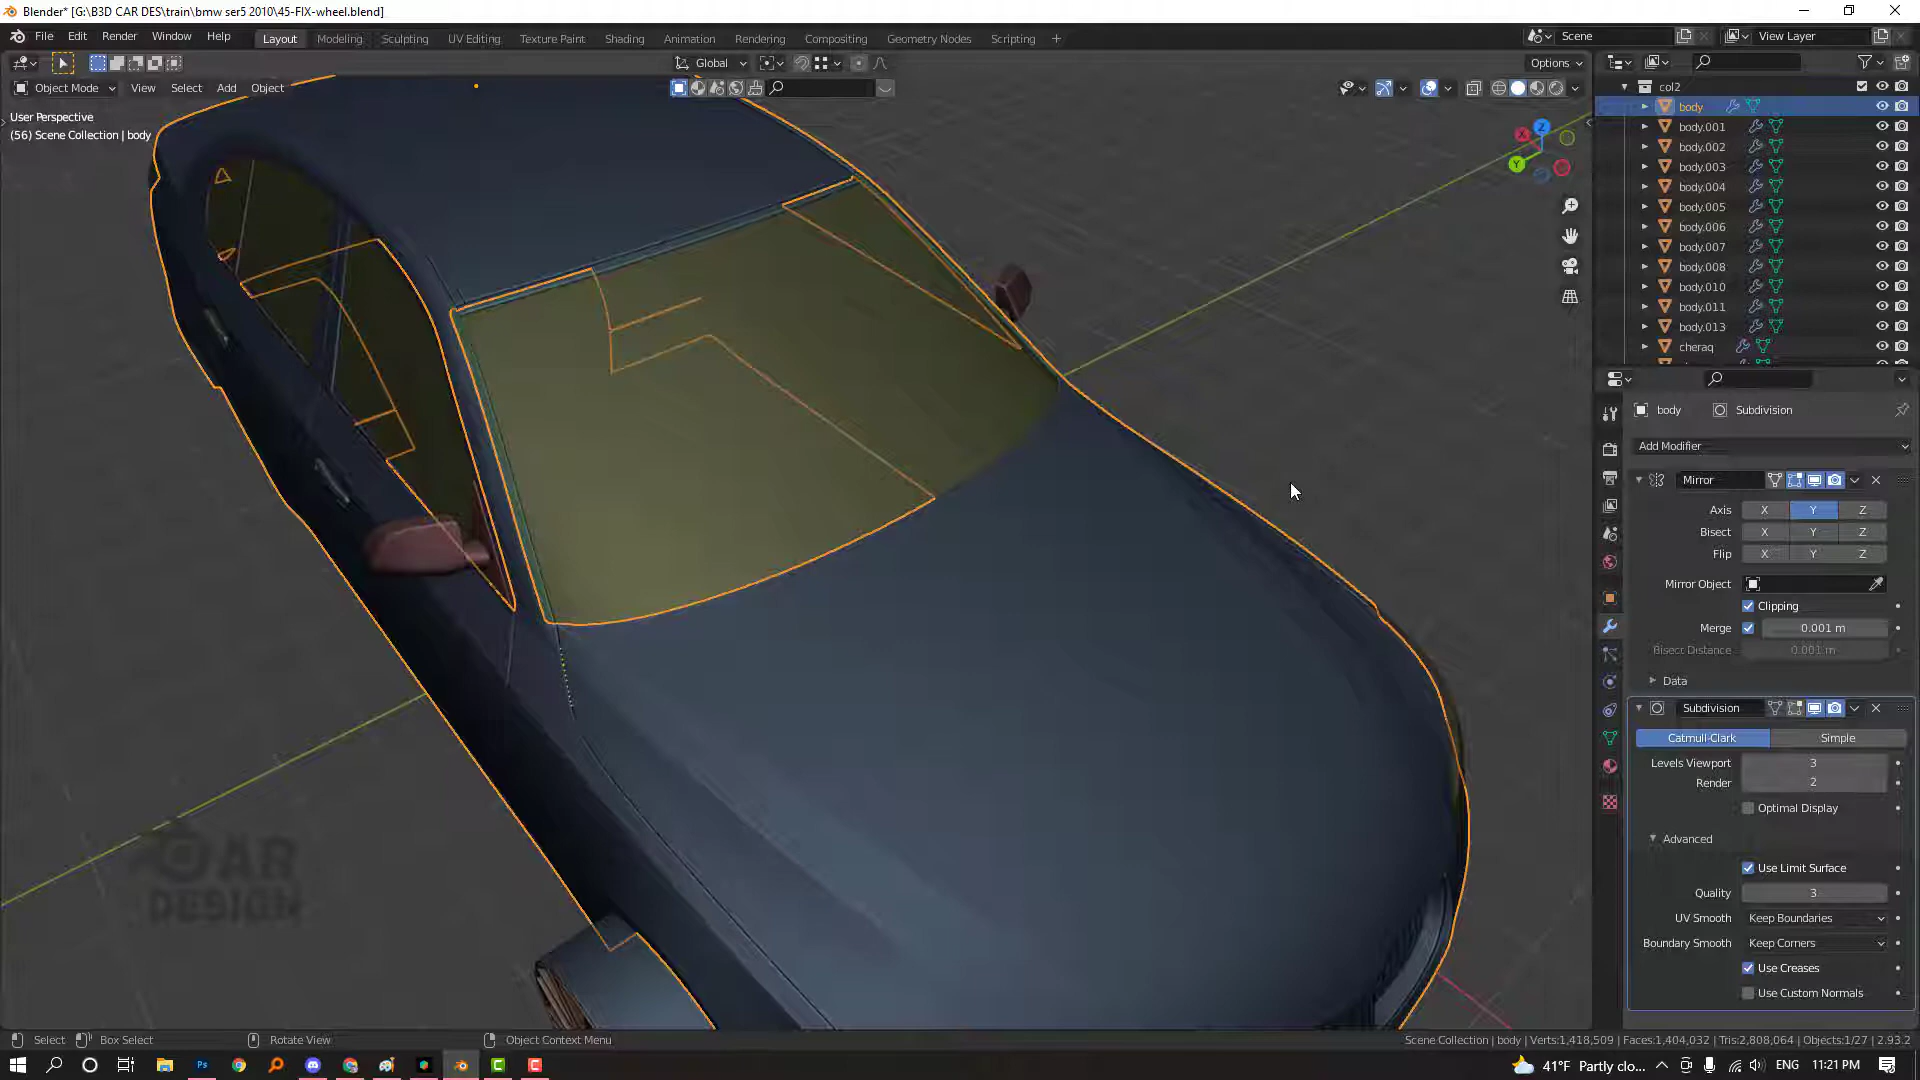 Blender* [G:\B3D CAR DES\train\bmw ser5 2010\45-FIX-wheel.blend]
File Edit Render Window Help Layout Modeling Sculpting UV Editing Texture Paint Shading Animation Rendering Compositing Geometry Nodes Scripting + Scene View Layer
Global Options
Object Mode View Select Add Object
User Perspective
(56) Scene Collection | body
Z
X
Y
col2
body
body.001
body.002
body.003
body.004
body.005
body.006
body.007
body.008
body.010
body.011
body.013
cheraq
body Subdivision
Add Modifier
Mirror
Axis X Y Z
Bisect X Y Z
Flip X Y Z
Mirror Object
Clipping
Merge 0.001 m
Bisect Distance 0.001 m
Data
Subdivision
Catmull-Clark Simple
Levels Viewport 3
Render 2
Optimal Display
Advanced
Use Limit Surface
Quality 3
UV Smooth Keep Boundaries
Boundary Smooth Keep Corners
Use Creases
Use Custom Normals
CAR
DESIGN
Select Box Select Rotate View Object Context Menu
Scene Collection | body | Verts:1,418,509 | Faces:1,404,032 | Tris:2,808,064 | Objects:1/27 | 2.93.2
41°F Partly clo... ENG 11:21 PM